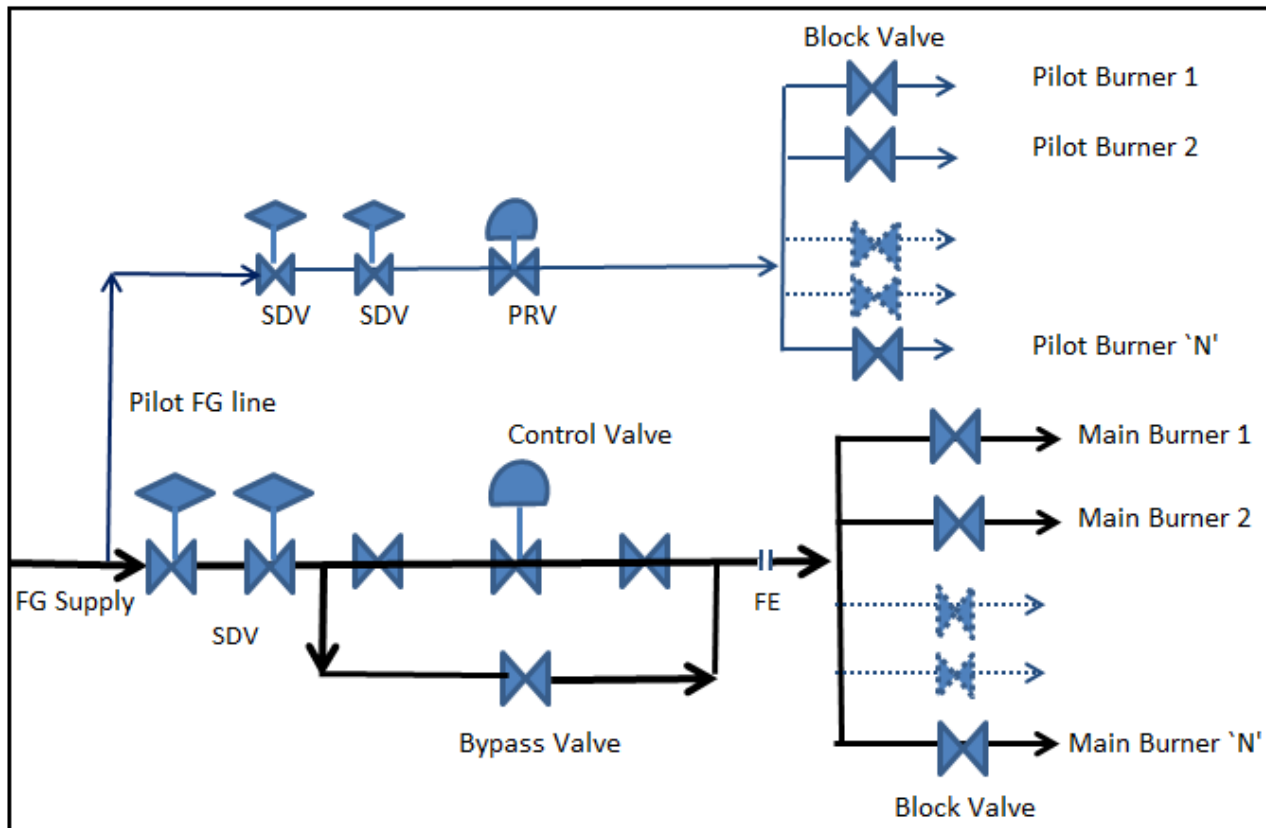 Block Valve
Pilot Burner 1
Pilot Burner 2
SDV
SDV
PRV
Pilot Burner `N'
Pilot FG line
Control Valve
Main Burner 1
Main Burner 2
FG Supply
SDV
FE
Bypass Valve
Main Burner `N'
Block Valve